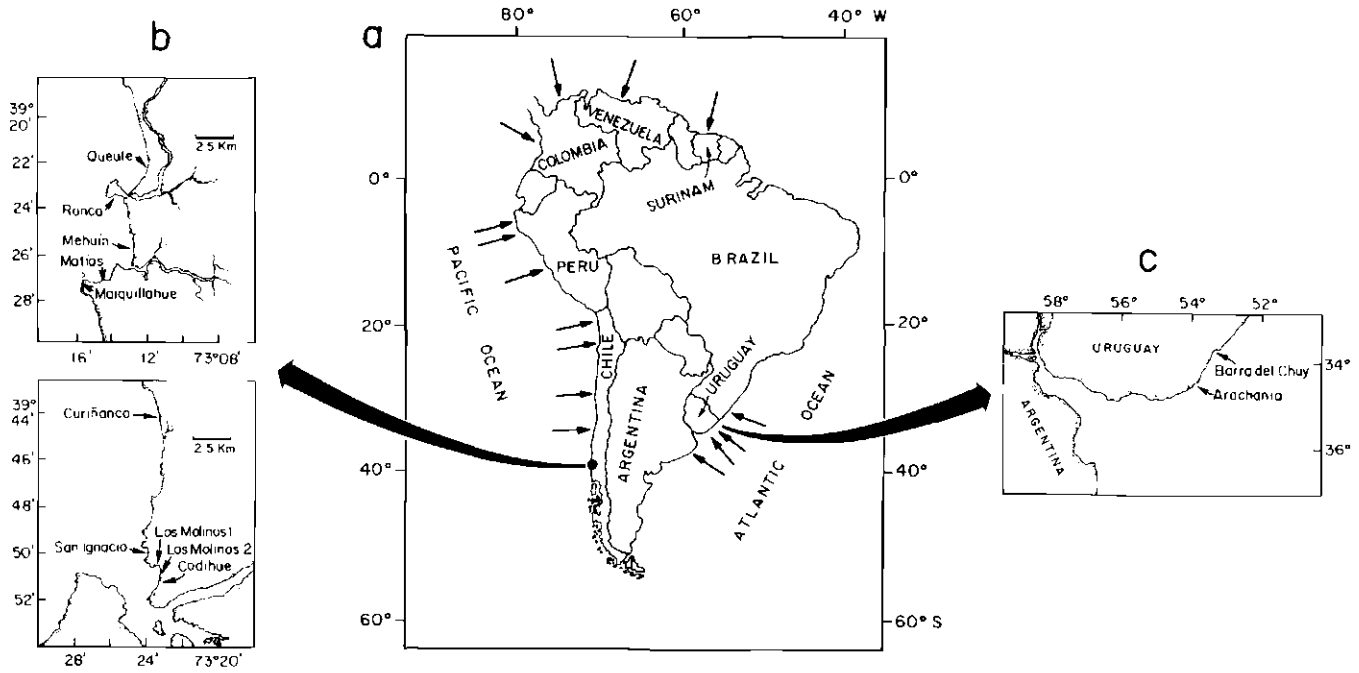 b
39°
20'
22'
24'
26'
28'
2.5 Km
Queule
Ronca
Mehuin
Matias
Maiquillahue
16'
12'
73°08'
39°
44'
46'
48'
50'
52'
Curiñanco
2.5 Km
San Ignacio
Los Molinos 1
Los Molinos 2
Codihue
28'
24'
73°20'
a
80°
60°
40° W
0°
20°
40°
60°
0°
20°
40°
60° S
VENEZUELA
COLOMBIA
SURINAM
BRAZIL
PERU
CHILE
ARGENTINA
URUGUAY
PACIFIC
OCEAN
ATLANTIC
OCEAN
c
58°
56°
54°
52°
34°
36°
URUGUAY
ARGENTINA
Barra del Chuy
Arachania